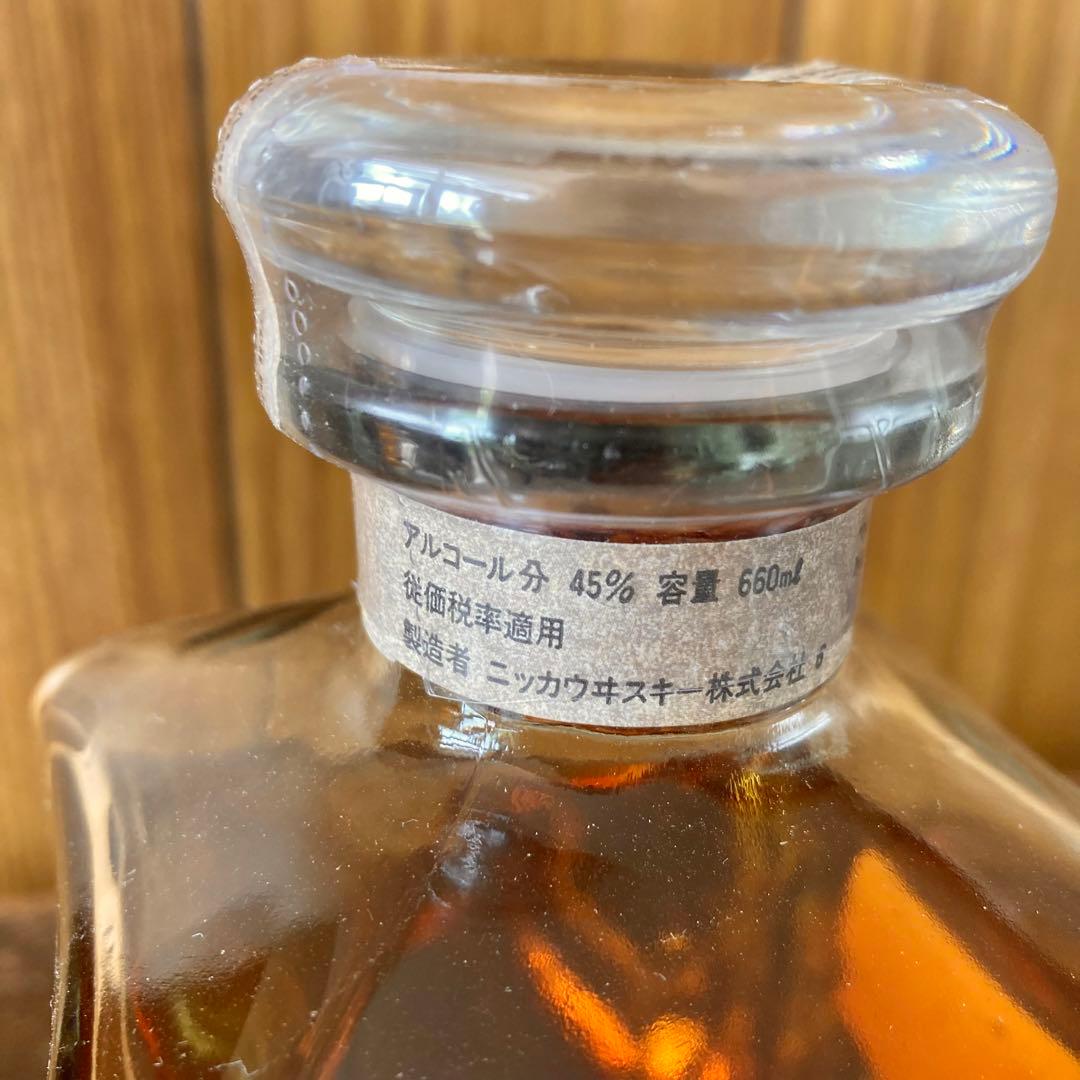 アルコール分 45% 容量 660mℓ
従価税率適用
製造者 ニッカウヰスキー株式会社 6